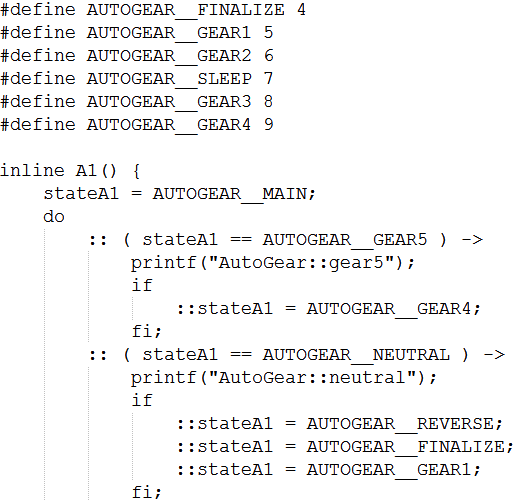 #define AUTOGEAR__FINALIZE 4
#define AUTOGEAR__GEAR1 5
#define AUTOGEAR__GEAR2 6
#define AUTOGEAR__SLEEP 7
#define AUTOGEAR__GEAR3 8
#define AUTOGEAR__GEAR4 9

inline A1() {
    stateA1 = AUTOGEAR__MAIN;
    do
        :: ( stateA1 == AUTOGEAR__GEAR5 ) ->
            printf("AutoGear::gear5");
            if
                ::stateA1 = AUTOGEAR__GEAR4;
            fi;
        :: ( stateA1 == AUTOGEAR__NEUTRAL ) ->
            printf("AutoGear::neutral");
            if
                ::stateA1 = AUTOGEAR__REVERSE;
                ::stateA1 = AUTOGEAR__FINALIZE;
                ::stateA1 = AUTOGEAR__GEAR1;
            fi;